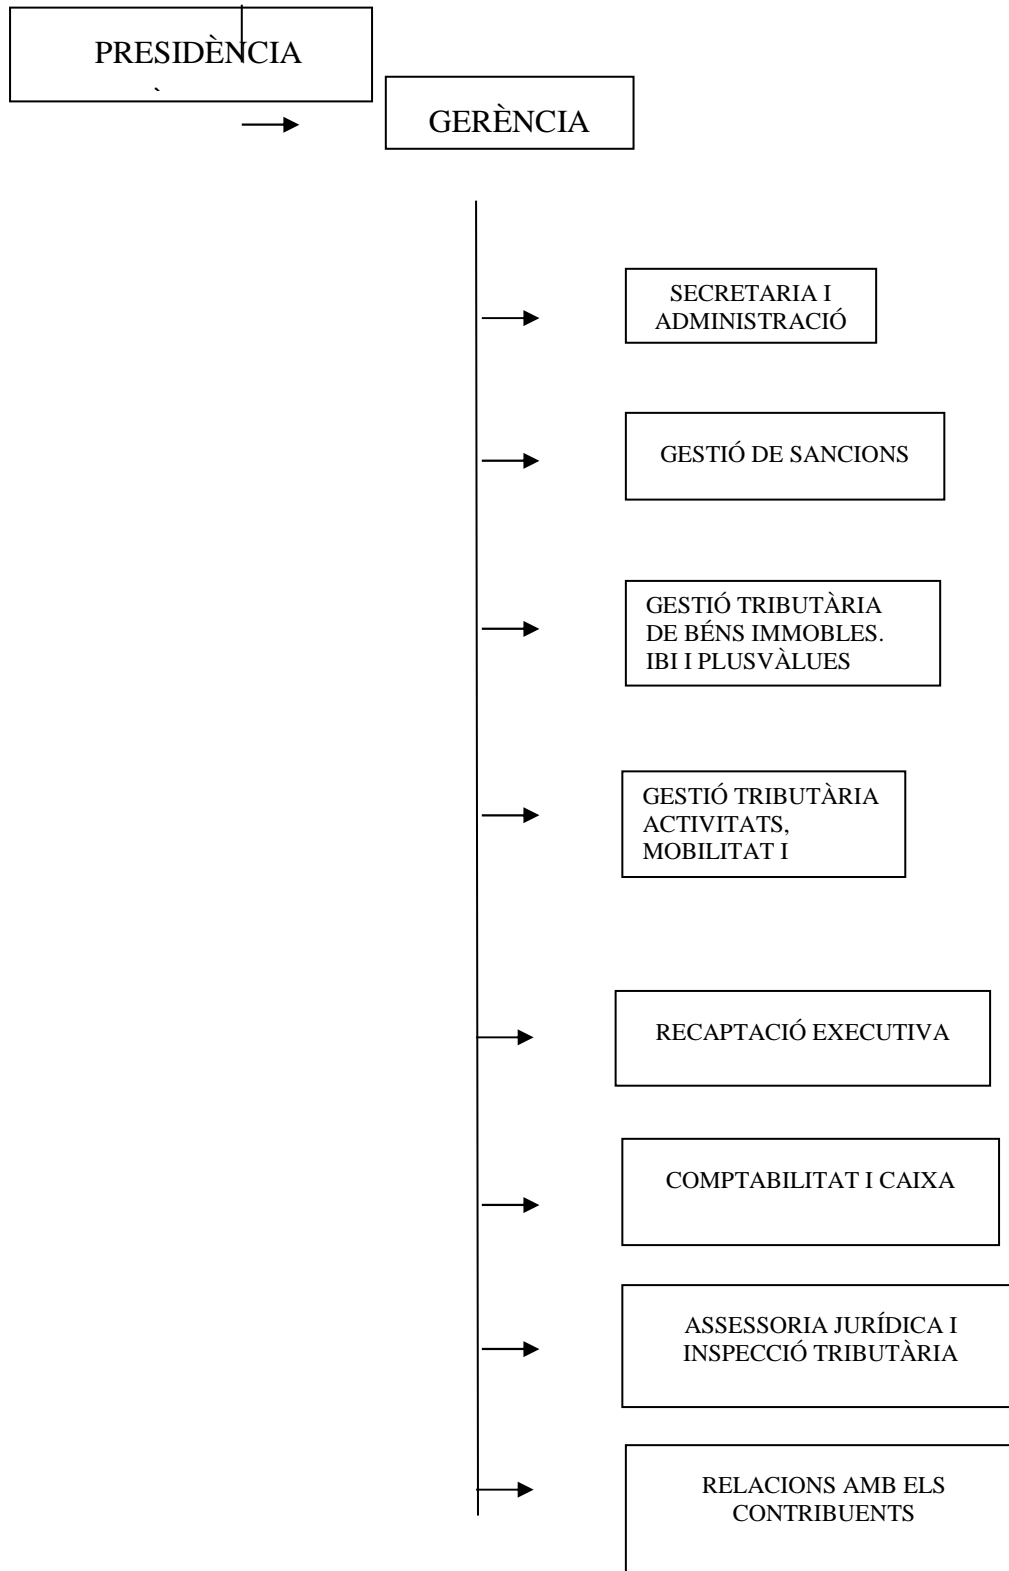 PRESIDÈNCIA
GERÈNCIA
SECRETARIA I
ADMINISTRACIÓ
GESTIÓ DE SANCIONS
GESTIÓ TRIBUTÀRIA
DE BÉNS IMMOBLES.
IBI I PLUSVÀLUES
GESTIÓ TRIBUTÀRIA
ACTIVITATS,
MOBILITAT I
RECAPTACIÓ EXECUTIVA
COMPTABILITAT I CAIXA
ASSESSORIA JURÍDICA I
INSPECCIÓ TRIBUTÀRIA
RELACIONS AMB ELS
CONTRIBUENTS